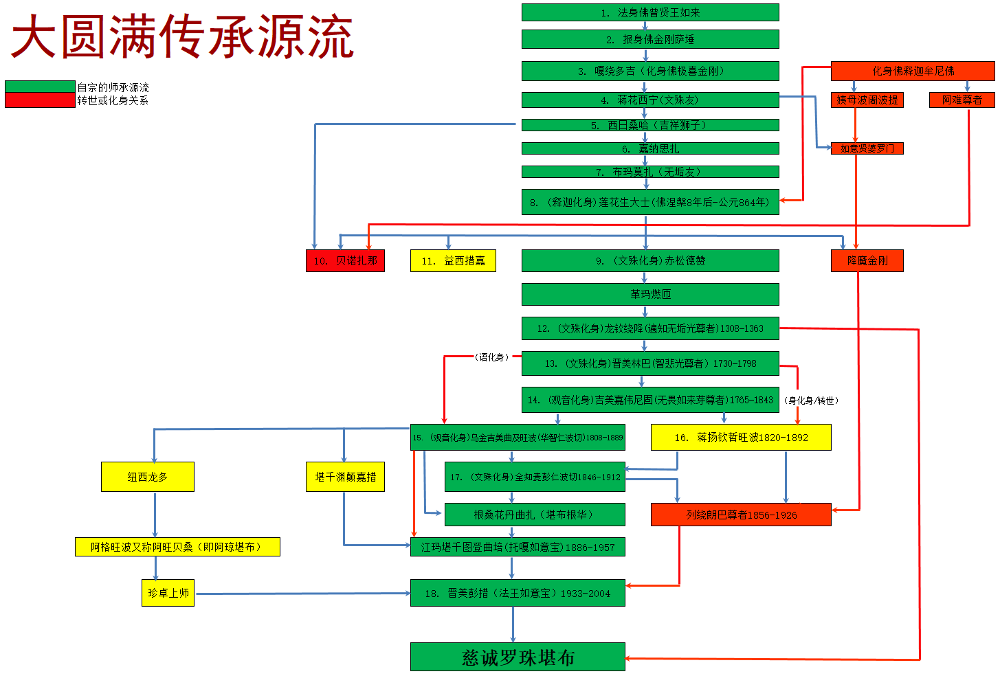 大圆满传承源流
自宗的师承源流
转世或化身关系
1. 法身佛普贤王如来
2. 报身佛金刚萨埵
3. 嘎绕多吉（化身佛极喜金刚）
化身佛释迦牟尼佛
4. 蒋花西宁(文殊友)
姨母波阇波提
阿难尊者
5. 西日桑哈（吉祥狮子）
6. 嘉纳思扎
如意贤婆罗门
7. 布玛莫扎（无垢友）
8. (释迦化身)莲花生大士(佛涅槃8年后-公元864年)
10. 贝诺扎那
11. 益西措嘉
9. (文殊化身)赤松德赞
降魔金刚
革玛燃匝
12. (文殊化身)龙钦绕降(遍知无垢光尊者)1308-1363
（语化身）
13. (文殊化身)晋美林巴(智悲光尊者）1730-1798
14. (观音化身)吉美嘉伟尼固(无畏如来芽尊者)1765-1843
（身化身/转世）
15. (观音化身)乌金吉美曲及旺波(华智仁波切)1808-1889
16. 蒋扬钦哲旺波1820-1892
纽西龙多
堪千渊颠嘉措
17. (文殊化身)全知麦彭仁波切1846-1912
根桑花丹曲扎（堪布根华）
列绕朗巴尊者1856-1926
阿格旺波又称阿旺贝桑（即阿琼堪布）
江玛堪千图登曲培(托嘎如意宝)1886-1957
珍卓上师
18. 晋美彭措（法王如意宝）1933-2004
慈诚罗珠堪布